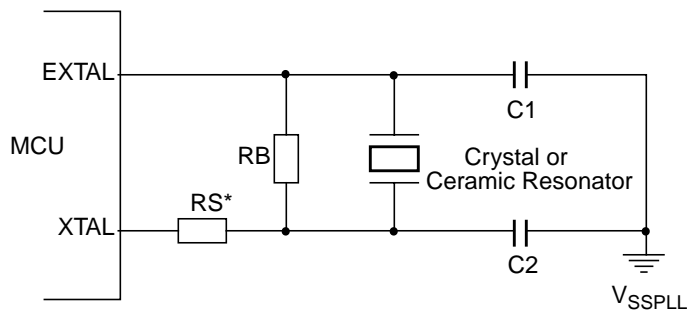 EXTAL
C1
MCU
RB
Crystal or
Ceramic Resonator
RS*
XTAL
C2
VSSPLL